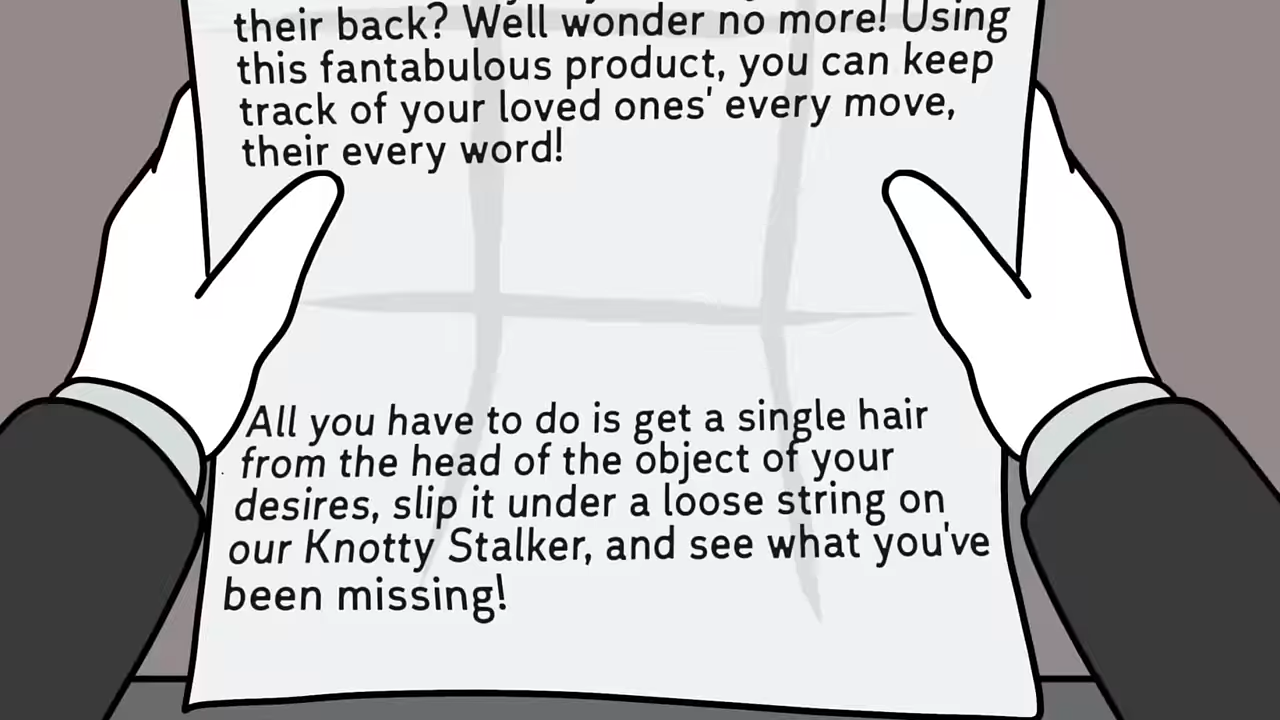 their back? Well wonder no more! Using
this fantabulous product, you can keep
track of your loved ones' every move,
their every word!
All you have to do is get a single hair
from the head of the object of your
desires, slip it under a loose string on
our Knotty Stalker, and see what you've
been missing!